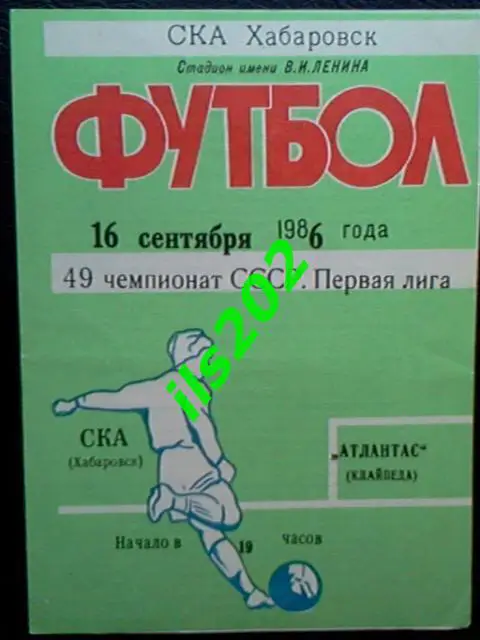 СКА Хабаровск
Стадион имени В.И.ЛЕНИНА
ФУТБОЛ
16 сентября 1986 года
49 чемпионат СССР. Первая лига
ils202
СКА
(Хабаровск)
„АТЛАНТАС“
(КЛАЙПЕДА)
Начало в 19 часов